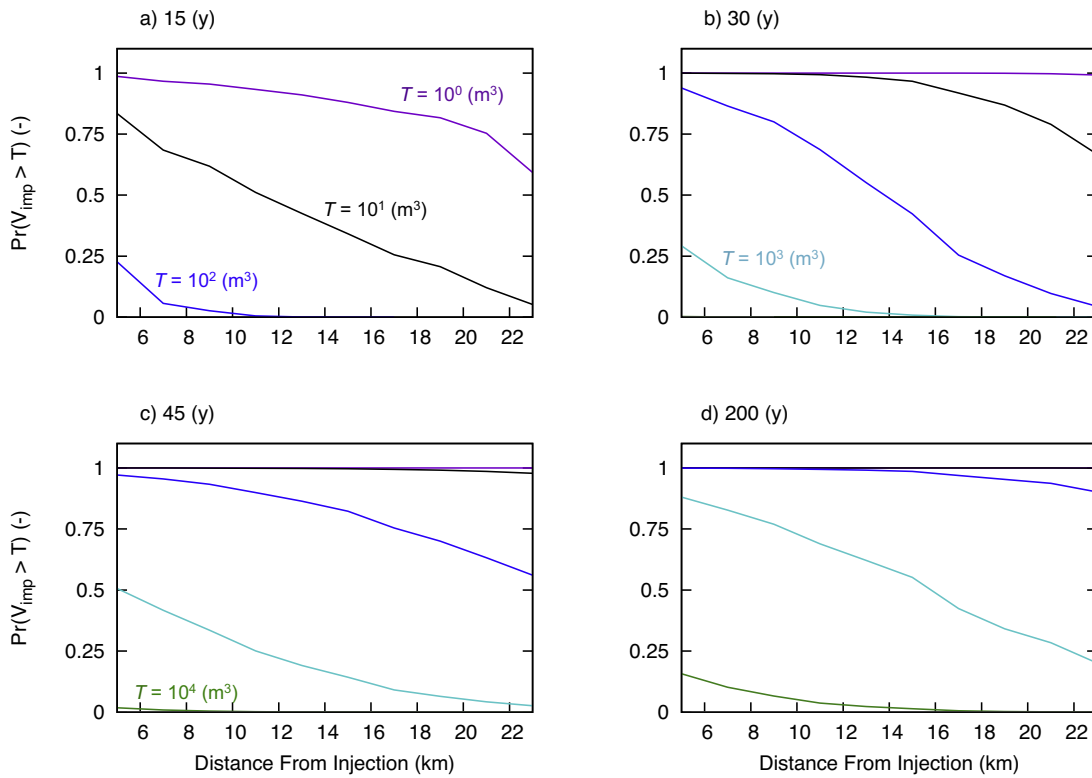 a) 15 (y)
b) 30 (y)
Pr(V_imp > T) (-)
1
0.75
0.5
0.25
0
T = 10⁰ (m³)
T = 10¹ (m³)
T = 10² (m³)
6 8 10 12 14 16 18 20 22
1
0.75
0.5
0.25
0
T = 10³ (m³)
6 8 10 12 14 16 18 20 22
c) 45 (y)
d) 200 (y)
Pr(V_imp > T) (-)
1
0.75
0.5
0.25
0
T = 10⁴ (m³)
6 8 10 12 14 16 18 20 22
Distance From Injection (km)
1
0.75
0.5
0.25
0
6 8 10 12 14 16 18 20 22
Distance From Injection (km)